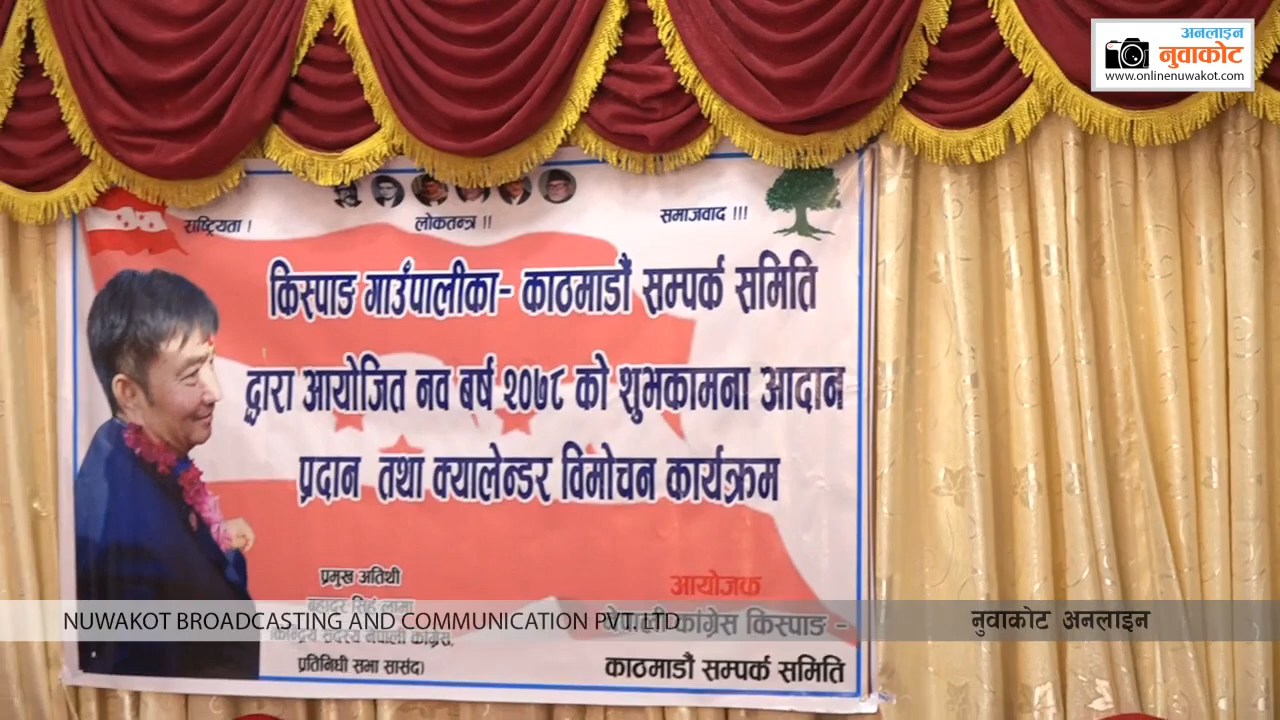 अनलाइन
नुवाकोट
www.onlinenuwakot.com
राष्ट्रियता ! लोकतन्त्र !! समाजवाद !!!
किस्पाङ गाउँपालीका- काठमाडौं सम्पर्क समिति
द्वारा आयोजित नव बर्ष २०७८ को शुभकामना आदान
प्रदान तथा क्यालेन्डर विमोचन कार्यक्रम
प्रमुख अतिथी
बहादुर सिहं लामा
केन्द्रिय सदस्य नेपाली कांग्रेस,
प्रतिनिधी सभा सासंद)
आयोजक
नेपाली कांग्रेस किस्पाङ -
काठमाडौं सम्पर्क समिति
NUWAKOT BROADCASTING AND COMMUNICATION PVT. LTD
नुवाकोट अनलाइन